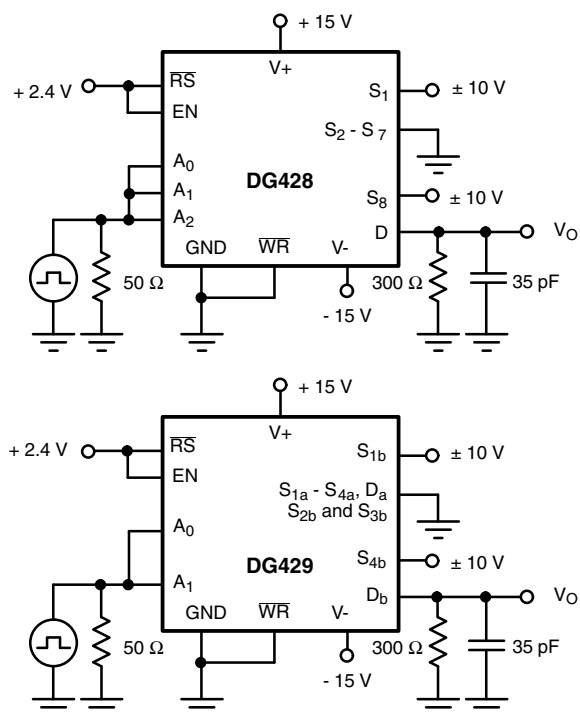 + 15 V
V+
+ 2.4 V
RS
EN
S1
± 10 V
S2 - S 7
A0
A1
A2
DG428
S8
± 10 V
D
VO
GND
WR
V-
50 Ω
300 Ω
35 pF
- 15 V
+ 15 V
V+
+2.4 V
RS
EN
S1b
± 10 V
S1a - S4a, Da
S2b and S3b
A0
A1
DG429
S4b
± 10 V
Db
VO
GND
WR
V-
50 Ω
300 Ω
35 pF
- 15 V